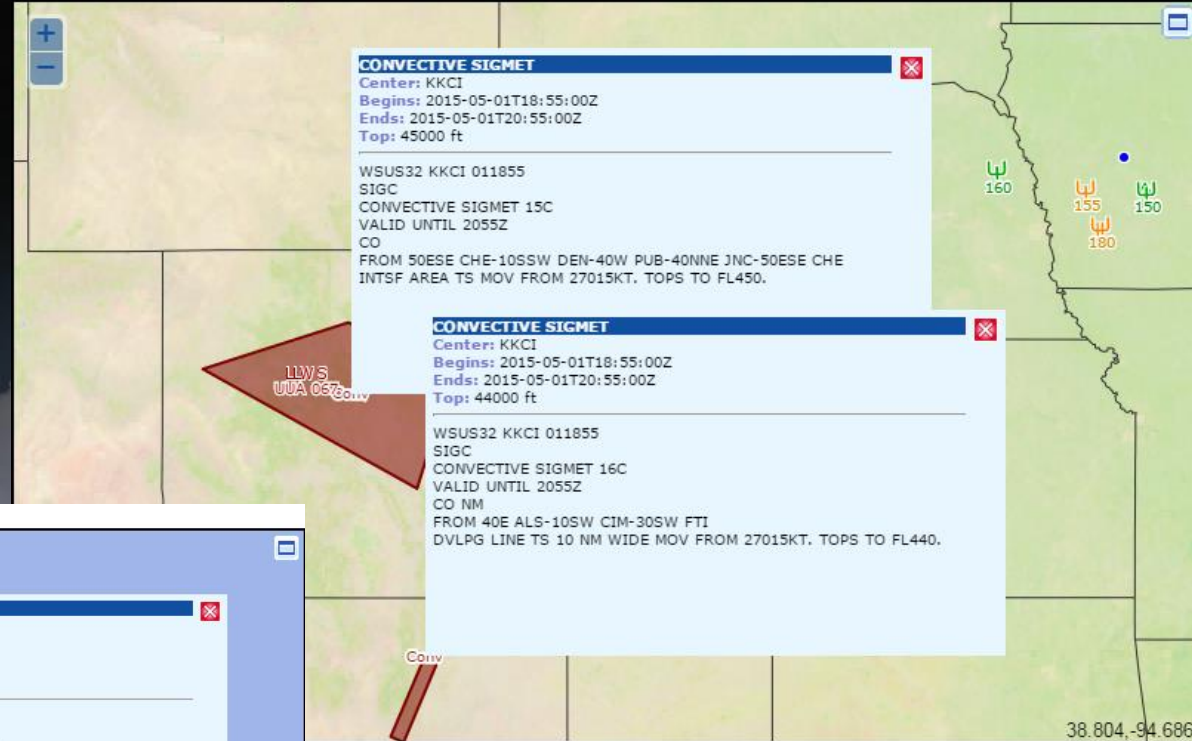 +
−
CONVECTIVE SIGMET
Center: KKCI
Begins: 2015-05-01T18:55:00Z
Ends: 2015-05-01T20:55:00Z
Top: 45000 ft
WSUS32 KKCI 011855
SIGC
CONVECTIVE SIGMET 15C
VALID UNTIL 2055Z
CO
FROM 50ESE CHE-10SSW DEN-40W PUB-40NNE JNC-50ESE CHE
INTSF AREA TS MOV FROM 27015KT. TOPS TO FL450.
160
155
150
180
LLWS
UUA 067
Conv
CONVECTIVE SIGMET
Center: KKCI
Begins: 2015-05-01T18:55:00Z
Ends: 2015-05-01T20:55:00Z
Top: 44000 ft
WSUS32 KKCI 011855
SIGC
CONVECTIVE SIGMET 16C
VALID UNTIL 2055Z
CO NM
FROM 40E ALS-10SW CIM-30SW FTI
DVLPG LINE TS 10 NM WIDE MOV FROM 27015KT. TOPS TO FL440.
Conv
38.804,-94.686